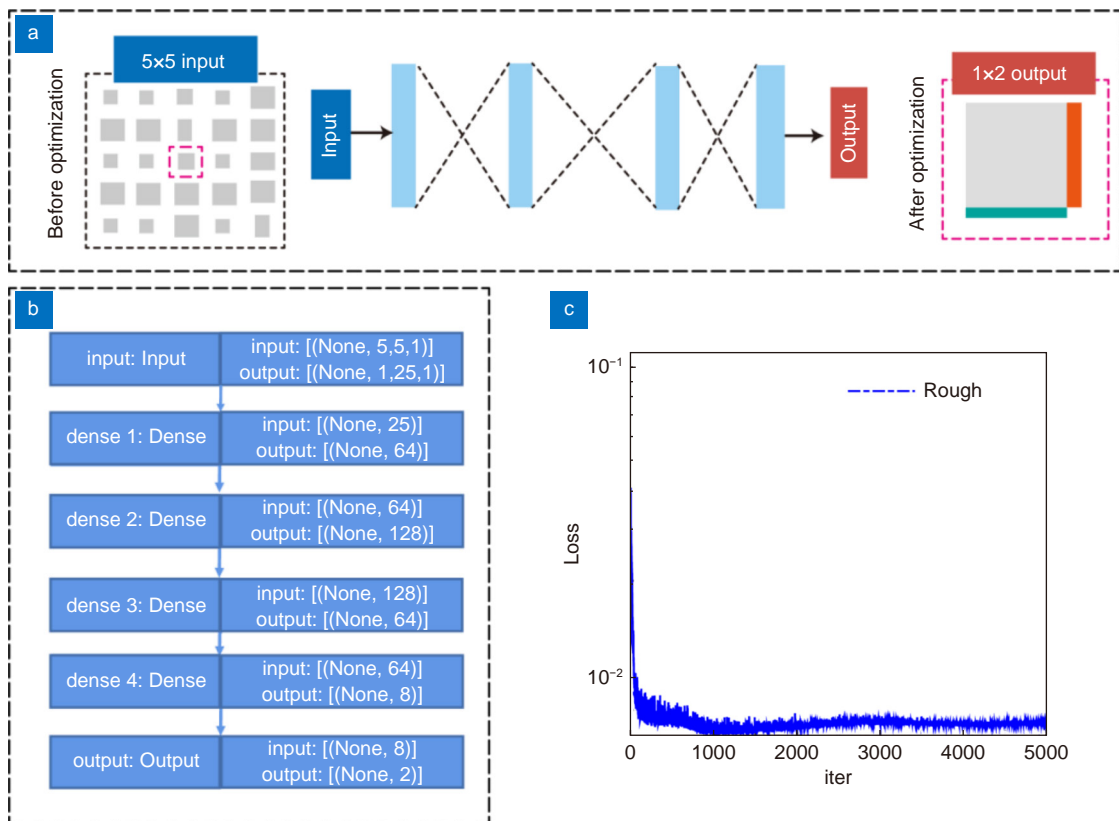 a
5×5 input
Before optimization
Input
Output
1×2 output
After optimization
b
input: Input
input: [(None, 5,5,1)]
output: [(None, 1,25,1)]
dense 1: Dense
input: [(None, 25)]
output: [(None, 64)]
dense 2: Dense
input: [(None, 64)]
output: [(None, 128)]
dense 3: Dense
input: [(None, 128)]
output: [(None, 64)]
dense 4: Dense
input: [(None, 64)]
output: [(None, 8)]
output: Output
input: [(None, 8)]
output: [(None, 2)]
c
10⁻¹
Rough
Loss
10⁻²
0 1000 2000 3000 4000 5000
iter